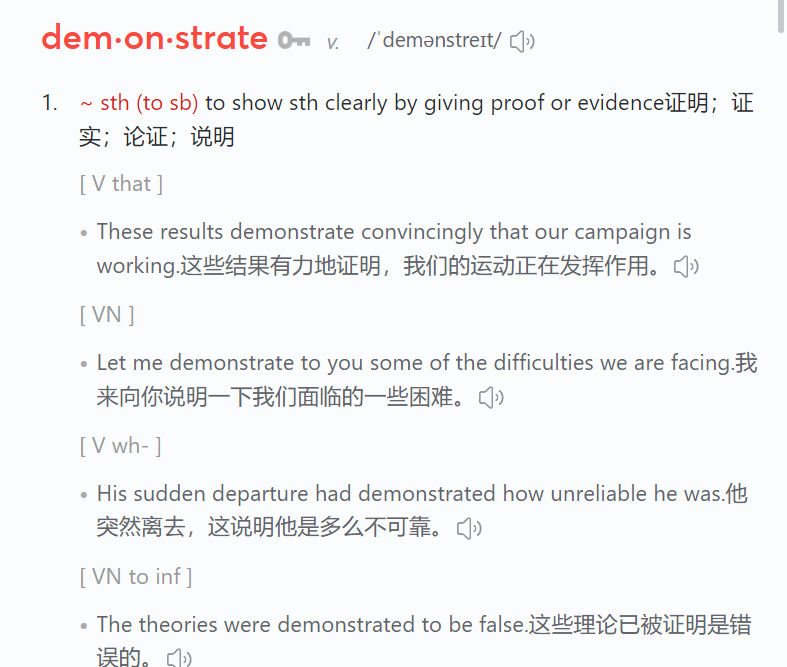 dem·on·strate v. /ˈdemənstreɪt/
1. ~ sth (to sb) to show sth clearly by giving proof or evidence证明；证
实；论证；说明
[ V that ]
• These results demonstrate convincingly that our campaign is
working.这些结果有力地证明，我们的运动正在发挥作用。
[ VN ]
• Let me demonstrate to you some of the difficulties we are facing.我
来向你说明一下我们面临的一些困难。
[ V wh- ]
• His sudden departure had demonstrated how unreliable he was.他
突然离去，这说明他是多么不可靠。
[ VN to inf ]
• The theories were demonstrated to be false.这些理论已被证明是错
误的。